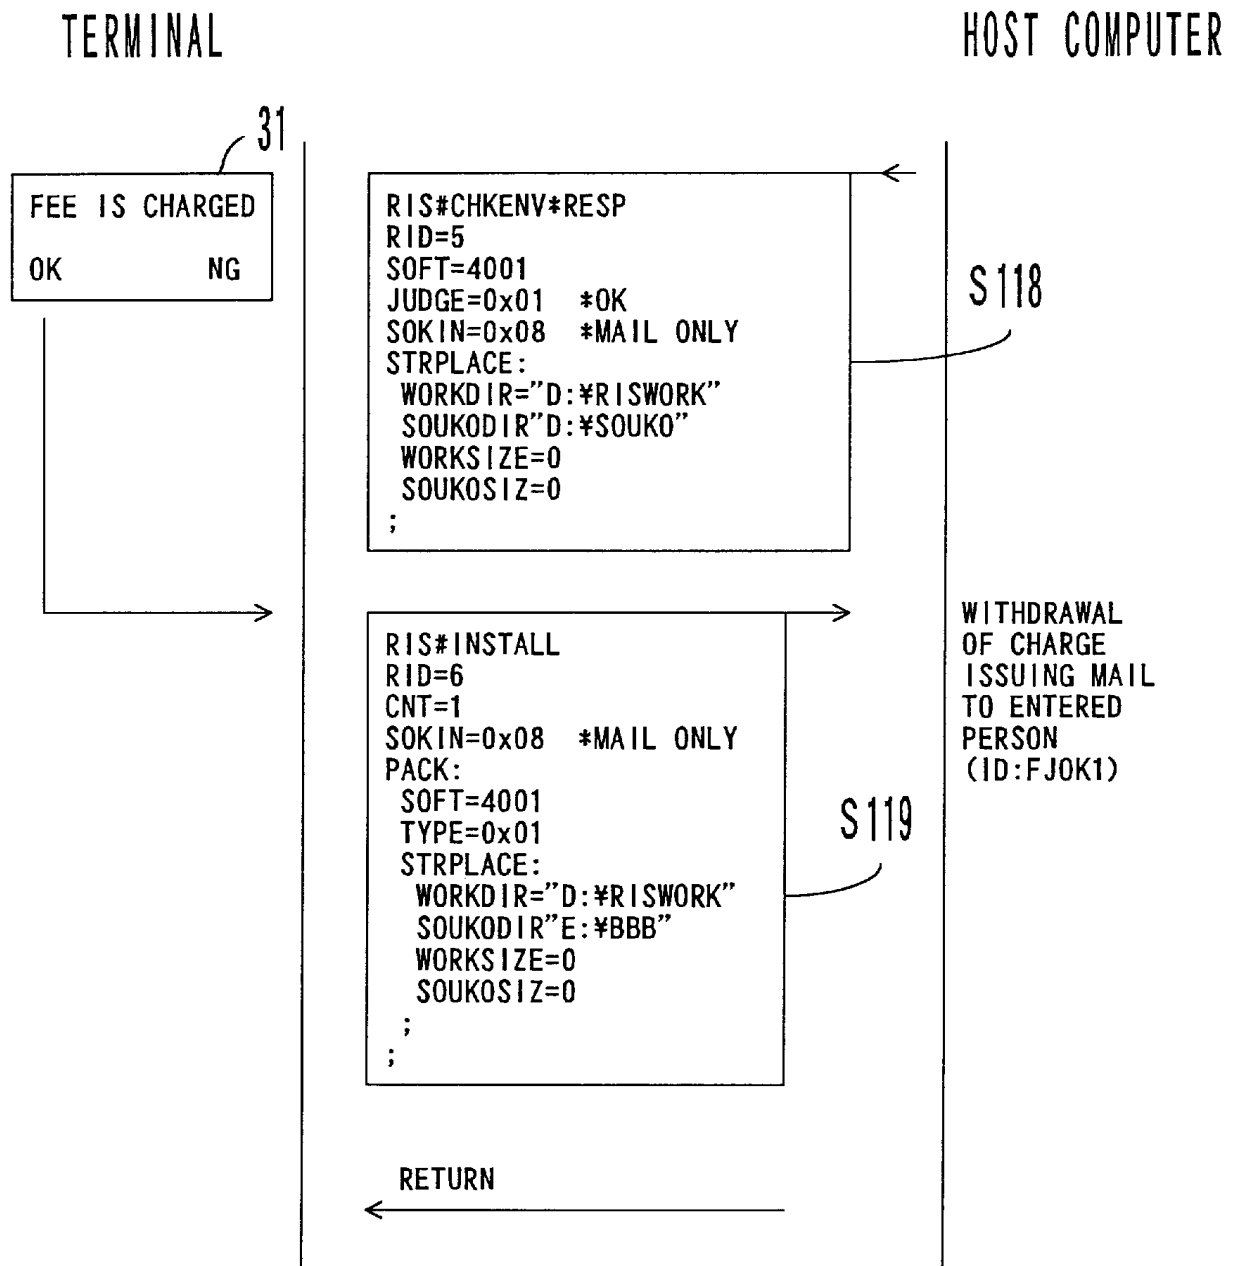 TERMINAL
HOST COMPUTER
31
FEE IS CHARGED
OK NG
RIS#CHKENV*RESP
RID=5
SOFT=4001
JUDGE=0x01 *OK
SOKIN=0x08 *MAIL ONLY
STRPLACE:
WORKDIR="D:¥RISWORK"
SOUKODIR"D:¥SOUKO"
WORKSIZE=0
SOUKOSIZ=0
;
S118
RIS#INSTALL
RID=6
CNT=1
SOKIN=0x08 *MAIL ONLY
PACK:
SOFT=4001
TYPE=0x01
STRPLACE:
WORKDIR="D:¥RISWORK"
SOUKODIR"E:¥BBB"
WORKSIZE=0
SOUKOSIZ=0
;
;
S119
WITHDRAWAL
OF CHARGE
ISSUING MAIL
TO ENTERED
PERSON
(ID:FJOK1)
RETURN